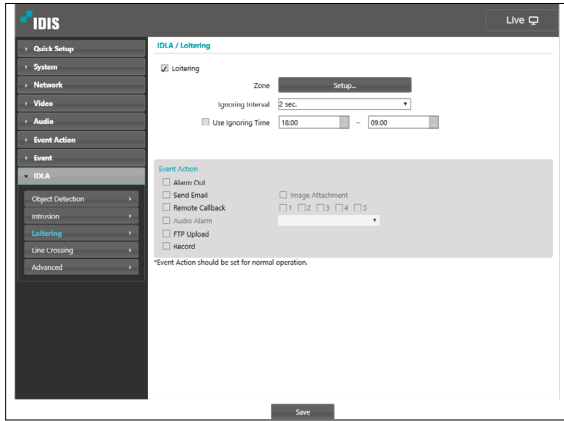 IDIS
Live
Quick Setup
System
Network
Video
Audio
Event Action
Event
IDLA
Object Detection
Intrusion
Loitering
Line Crossing
Advanced
IDLA / Loitering
Loitering
Zone Setup...
Ignoring Interval 2 sec.
Use Ignoring Time 18:00 ~ 09:00
Event Action
Alarm Out
Send Email Image Attachment
Remote Callback 1 2 3 4 5
Audio Alarm
FTP Upload
Record
*Event Action should be set for normal operation.
Save